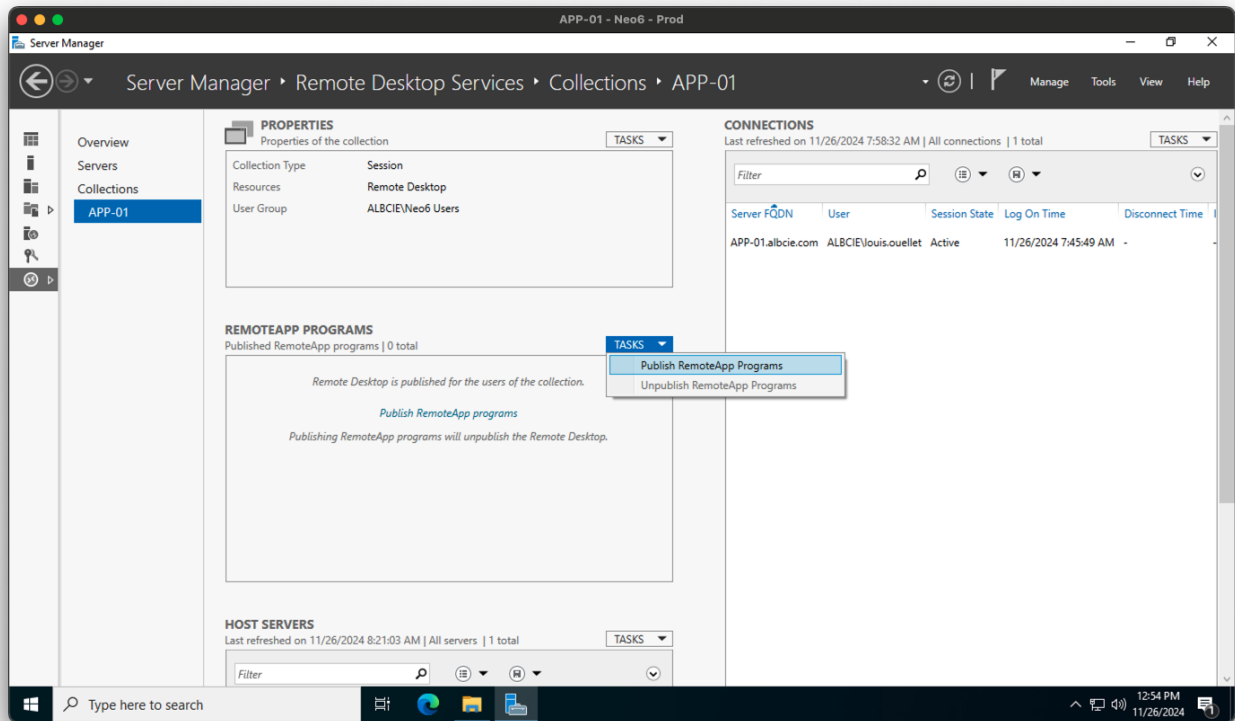 APP-01 - Neo6 - Prod
Server Manager
Server Manager ‣ Remote Desktop Services ‣ Collections ‣ APP-01
Manage Tools View Help
Overview
Servers
Collections
APP-01
PROPERTIES
Properties of the collection
TASKS
Collection Type Session
Resources Remote Desktop
User Group ALBCIE\Neo6 Users
REMOTEAPP PROGRAMS
Published RemoteApp programs | 0 total
TASKS
Publish RemoteApp Programs
Unpublish RemoteApp Programs
Remote Desktop is published for the users of the collection.
Publish RemoteApp programs
Publishing RemoteApp programs will unpublish the Remote Desktop.
HOST SERVERS
Last refreshed on 11/26/2024 8:21:03 AM | All servers | 1 total
TASKS
Filter
CONNECTIONS
Last refreshed on 11/26/2024 7:58:32 AM | All connections | 1 total
TASKS
Filter
Server FQDN User Session State Log On Time Disconnect Time
APP-01.albcie.com ALBCIE\louis.ouellet Active 11/26/2024 7:45:49 AM - -
Type here to search
12:54 PM
11/26/2024
1